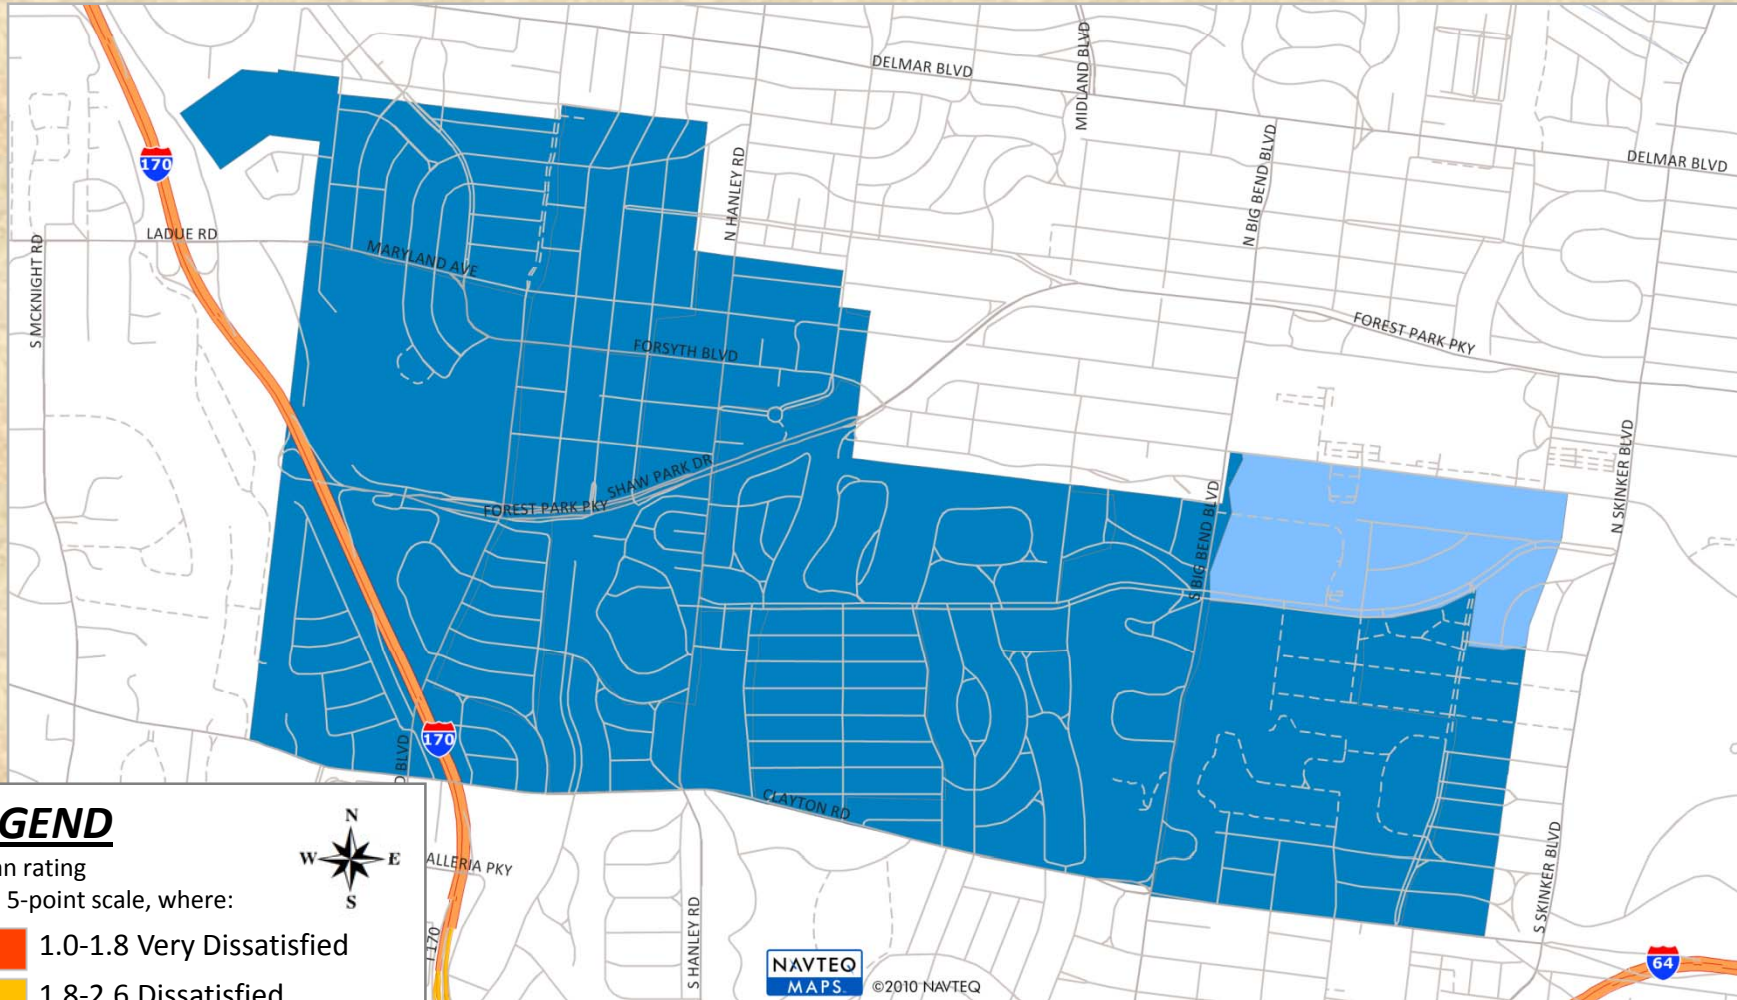 DELMAR BLVD
MIDLAND BLVD
170
N HANLEY RD
N BIG BEND BLVD
DELMAR BLVD
LADUE RD
S MCKNIGHT RD
MARYLAND AVE
FOREST PARK PKY
FORSYTH BLVD
SHAW PARK DR
FOREST PARK PKY
N SKINKER BLVD
S BIG BEND BLVD
170
D BLVD
CLAYTON RD
GEND
N
W E
S
an rating
5-point scale, where:
1.0-1.8 Very Dissatisfied
1.8-2.6 Dissatisfied
ALLERIA PKY
I 170
S HANLEY RD
S SKINKER BLVD
64
NAVTEQ
MAPS
©2010 NAVTEQ